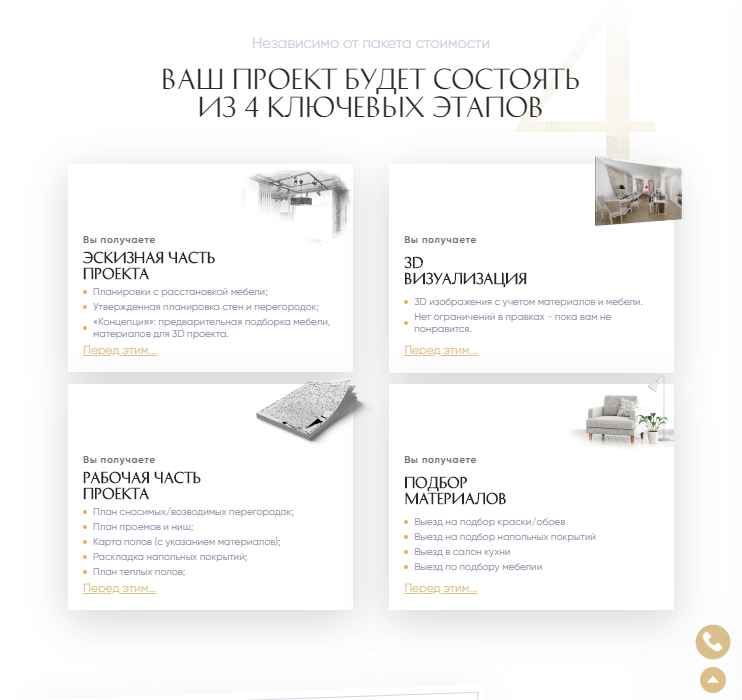 Независимо от пакета стоимости
4
ВАШ ПРОЕКТ БУДЕТ СОСТОЯТЬ
ИЗ 4 КЛЮЧЕВЫХ ЭТАПОВ
Вы получаете
ЭСКИЗНАЯ ЧАСТЬ
ПРОЕКТА
Планировки с расстановкой мебели;
Утвержденная планировка стен и перегородок;
«Концепция»: предварительная подборка мебели,
материалов для 3D проекта.
Перед этим...
Вы получаете
3D
ВИЗУАЛИЗАЦИЯ
3D изображения с учетом материалов и мебели.
Нет ограничений в правках - пока вам не
понравится.
Перед этим...
Вы получаете
РАБОЧАЯ ЧАСТЬ
ПРОЕКТА
План сносимых/возводимых перегородок;
План проемов и ниш;
Карта полов (с указанием материалов);
Раскладка напольных покрытий;
План теплых полов;
Перед этим...
Вы получаете
ПОДБОР
МАТЕРИАЛОВ
Выезд на подбор краски/обоев
Выезд на подбор напольных покрытий
Выезд в салон кухни
Выезд по подбору мебелии
Перед этим...